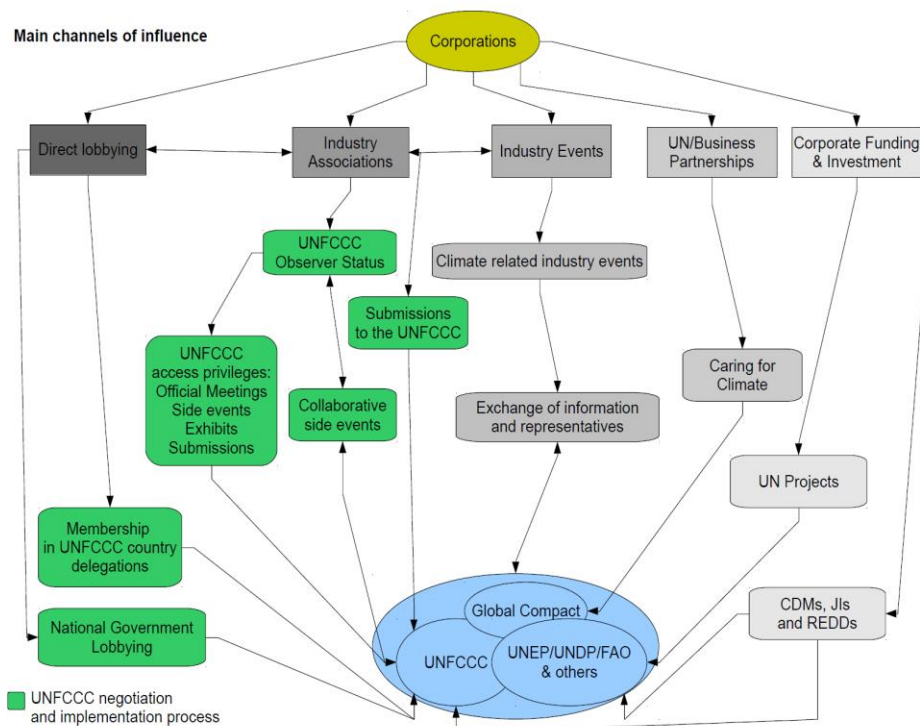 Main channels of influence
Corporations
Direct lobbying
Industry
Associations
Industry Events
UN/Business
Partnerships
Corporate Funding
& Investment
UNFCCC
Observer Status
Climate related industry events
Submissions
to the UNFCCC
UNFCCC
access privileges:
Official Meetings
Side events
Exhibits
Submissions
Collaborative
side events
Exchange of information
and representatives
Caring for
Climate
UN Projects
Membership
in UNFCCC country
delegations
National Government
Lobbying
Global Compact
UNFCCC
UNEP/UNDP/FAO
& others
CDMs, JIs
and REDDs
UNFCCC negotiation
and implementation process